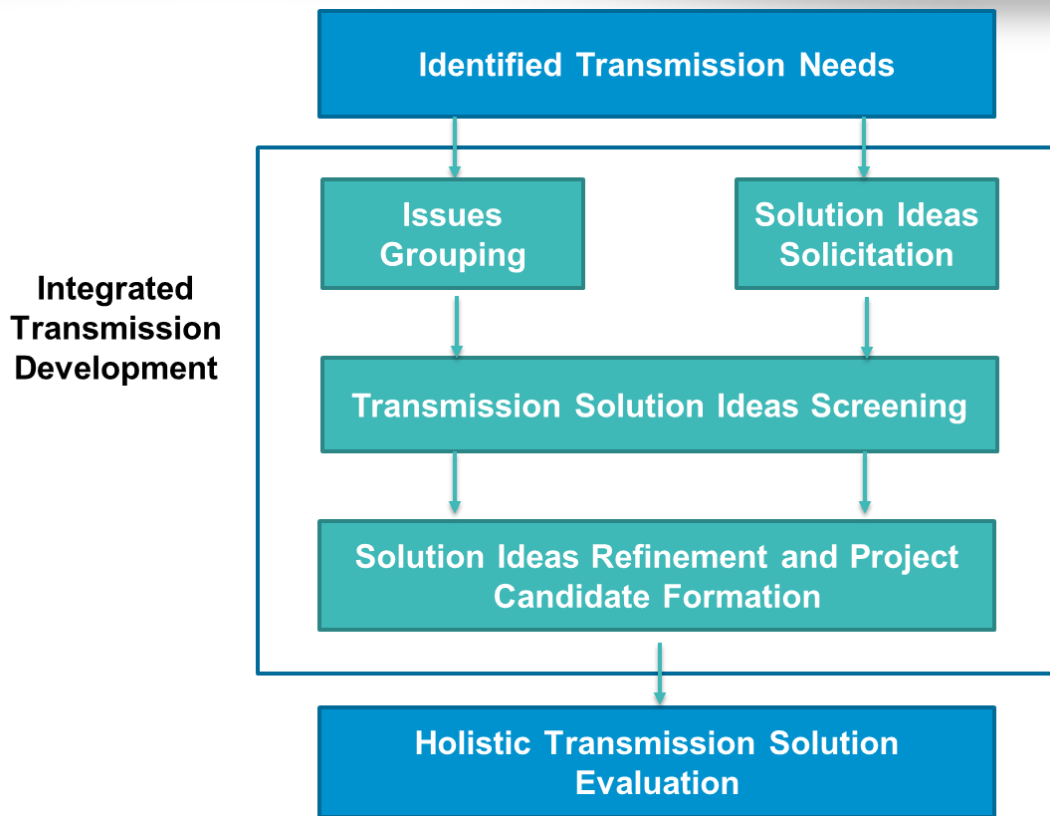 Identified Transmission Needs
Issues
Grouping
Solution Ideas
Solicitation
Integrated
Transmission
Development
Transmission Solution Ideas Screening
Solution Ideas Refinement and Project
Candidate Formation
Holistic Transmission Solution
Evaluation